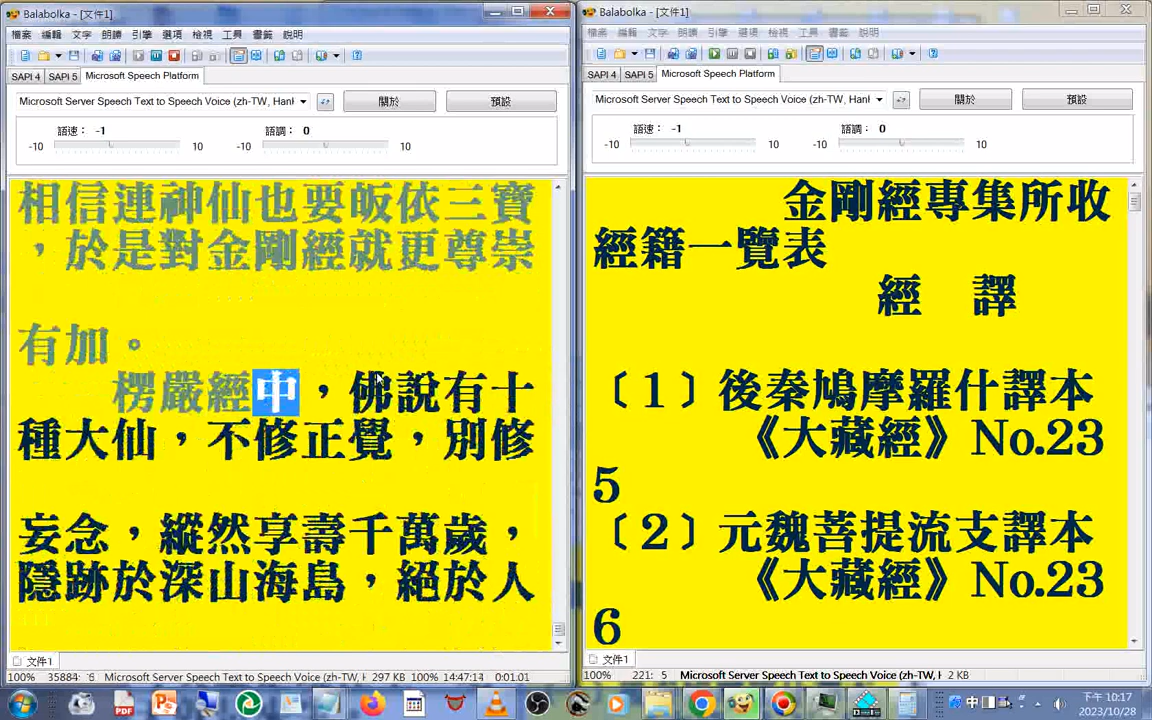 Balabolka - [文件1]
檔案 編輯 文字 朗讀 引擎 選項 檢視 工具 書籤 說明
SAPI 4 SAPI 5 Microsoft Speech Platform
Microsoft Server Speech Text to Speech Voice (zh-TW, Hanl
關於
預設
語速： -1
語調： 0
-10 10 -10 10
相信連神仙也要皈依三寶
，於是對金剛經就更尊崇
有加。
楞嚴經中，佛說有十
種大仙，不修正覺，別修
妄念，縱然享壽千萬歲，
隱跡於深山海島，絕於人
文件1
100% 35884: 6 Microsoft Server Speech Text to Speech Voice (zh-TW, H 297 KB 100% 14:47:14 0:01:01
Balabolka - [文件1]
檔案 編輯 文字 朗讀 引擎 選項 檢視 工具 書籤 說明
SAPI 4 SAPI 5 Microsoft Speech Platform
Microsoft Server Speech Text to Speech Voice (zh-TW, Hanl
關於
預設
語速： -1
語調： 0
-10 10 -10 10
金剛經專集所收
經籍一覽表
經 譯
〔１〕後秦鳩摩羅什譯本
《大藏經》No.23
5
〔２〕元魏菩提流支譯本
《大藏經》No.23
6
文件1
100% 221: 5 Microsoft Server Speech Text to Speech Voice (zh-TW, H 2 KB
PDF
中
下午 10:17
2023/10/28